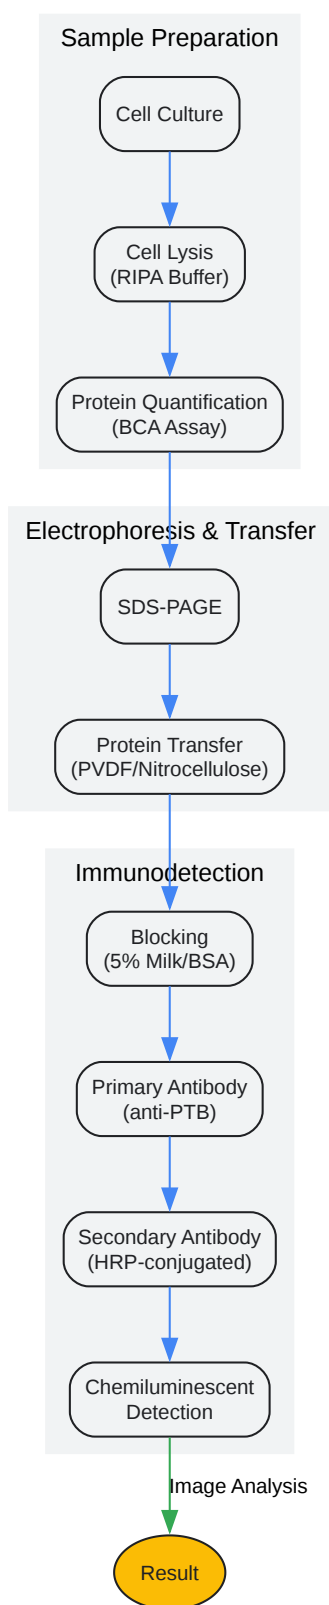 Sample Preparation
Cell Culture
Cell Lysis
(RIPA Buffer)
Protein Quantification
(BCA Assay)
Electrophoresis & Transfer
SDS-PAGE
Protein Transfer
(PVDF/Nitrocellulose)
Immunodetection
Blocking
(5% Milk/BSA)
Primary Antibody
(anti-PTB)
Secondary Antibody
(HRP-conjugated)
Chemiluminescent
Detection
Image Analysis
Result